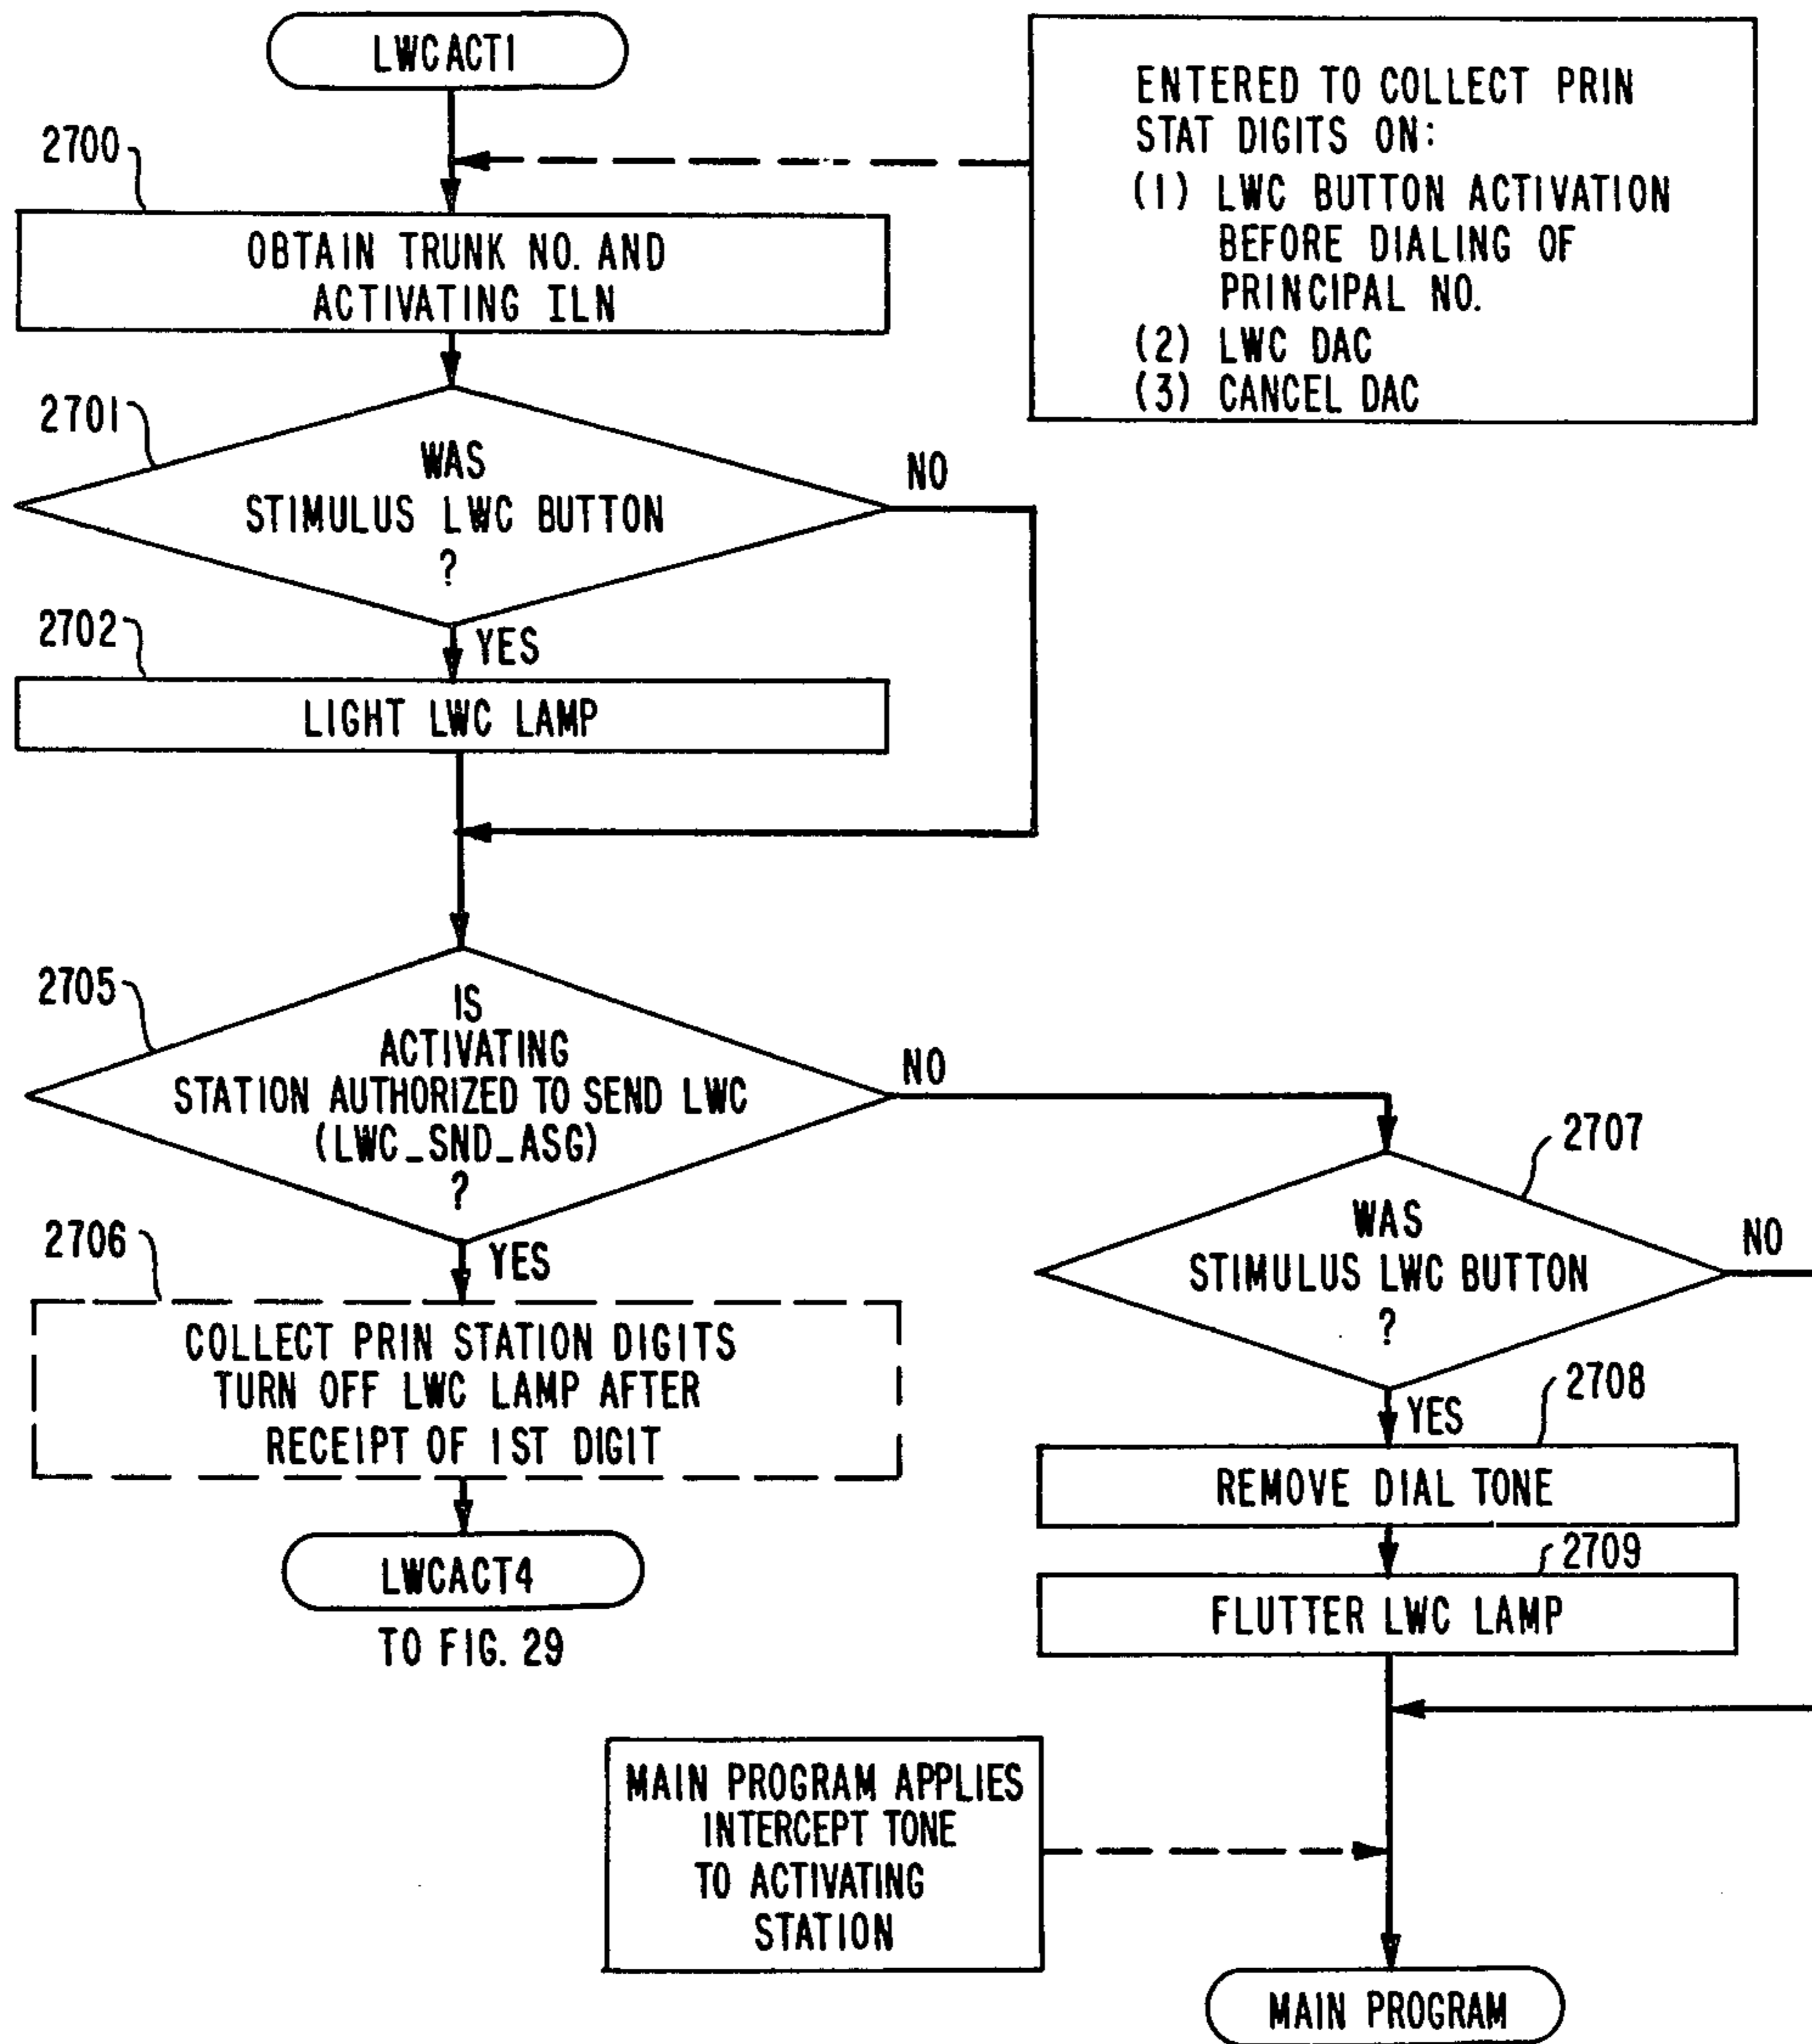 LWCACT1
ENTERED TO COLLECT PRIN
STAT DIGITS ON:
(1) LWC BUTTON ACTIVATION
BEFORE DIALING OF
PRINCIPAL NO.
(2) LWC DAC
(3) CANCEL DAC
2700
OBTAIN TRUNK NO. AND
ACTIVATING ILN
2701
WAS
STIMULUS LWC BUTTON
?
NO
YES
2702
LIGHT LWC LAMP
2705
IS
ACTIVATING
STATION AUTHORIZED TO SEND LWC
(LWC_SND_ASG)
?
NO
YES
2706
COLLECT PRIN STATION DIGITS
TURN OFF LWC LAMP AFTER
RECEIPT OF 1ST DIGIT
LWCACT4
TO FIG. 29
2707
WAS
STIMULUS LWC BUTTON
?
NO
YES
2708
REMOVE DIAL TONE
2709
FLUTTER LWC LAMP
MAIN PROGRAM APPLIES
INTERCEPT TONE
TO ACTIVATING
STATION
MAIN PROGRAM